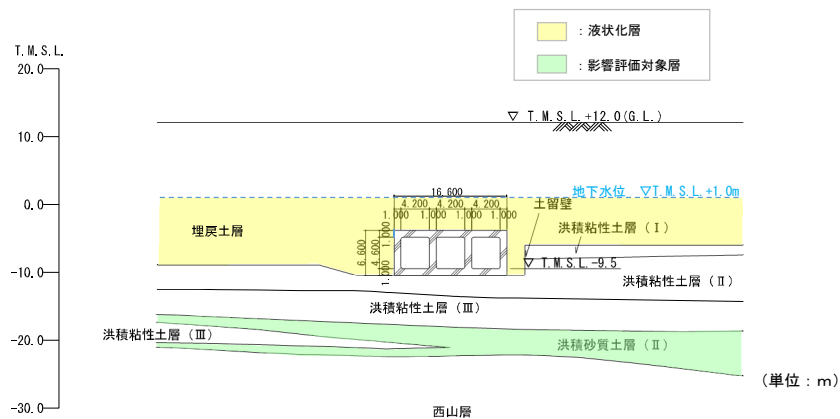 ：液状化層
：影響評価対象層
T.M.S.L.
20.0
10.0
0.0
-10.0
-20.0
-30.0
▽ T.M.S.L.+12.0(G.L.)
地下水位 ▽T.M.S.L.+1.0m
16.600
4.200 4.200 4.200
1.000 1.000 1.000 1.000
土留壁
埋戻土層
洪積粘性土層（Ⅰ）
1.000
6.600
4.600
1.000
▽ T.M.S.L.-9.5
洪積粘性土層（Ⅱ）
洪積粘性土層（Ⅲ）
洪積粘性土層（Ⅲ）
洪積砂質土層（Ⅱ）
（単位：ｍ）
西山層